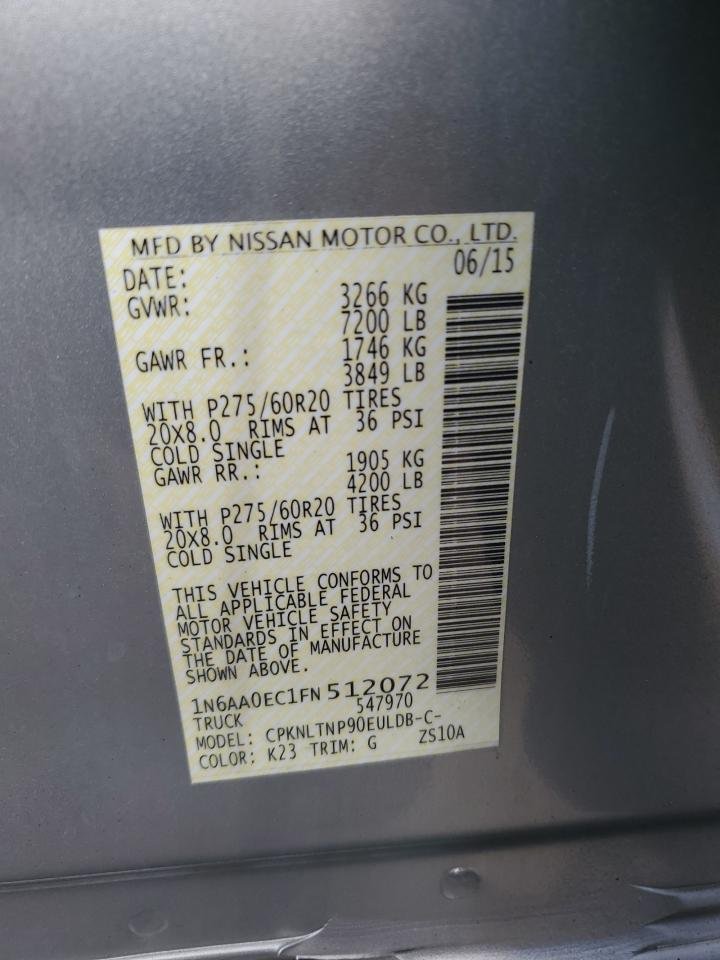 MFD BY NISSAN MOTOR CO., LTD.
DATE: 06/15
GVWR: 3266 KG
7200 LB
GAWR FR.: 1746 KG
3849 LB
WITH P275/60R20 TIRES
20X8.0 RIMS AT 36 PSI
COLD SINGLE
GAWR RR.: 1905 KG
4200 LB
WITH P275/60R20 TIRES
20X8.0 RIMS AT 36 PSI
COLD SINGLE
THIS VEHICLE CONFORMS TO
ALL APPLICABLE FEDERAL
MOTOR VEHICLE SAFETY
STANDARDS IN EFFECT ON
THE DATE OF MANUFACTURE
SHOWN ABOVE.
1N6AA0EC1FN512072
TRUCK 547970
MODEL: CPKNLTNP90EULDB-C-
COLOR: K23 TRIM: G ZS10A